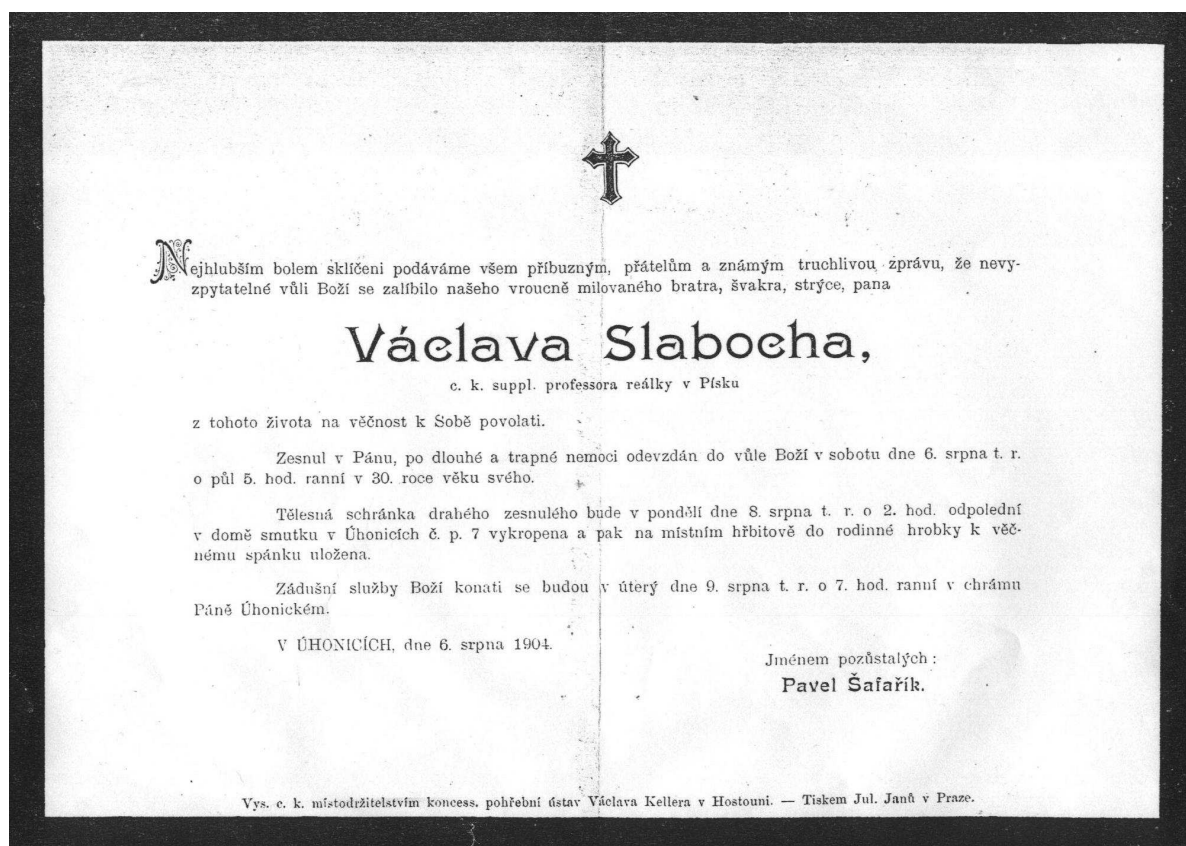 Nejhlubším bolem sklíčeni podáváme všem příbuzným, přátelům a známým truchlivou zprávu, že nevy-
zpytatelné vůli Boží se zalíbilo našeho vroucně milovaného bratra, švakra, strýce, pana
Václava Slabocha,
c. k. suppl. professora reálky v Písku
z tohoto života na věčnost k Sobě povolati.
Zesnul v Pánu, po dlouhé a trapné nemoci odevzdán do vůle Boží v sobotu dne 6. srpna t. r.
o půl 5. hod. ranní v 30. roce věku svého.
Tělesná schránka drahého zesnulého bude v pondělí dne 8. srpna t. r. o 2. hod. odpolední
v domě smutku v Úhonicích č. p. 7 vykropena a pak na místním hřbitově do rodinné hrobky k věč-
nému spánku uložena.
Zádušní služby Boží konati se budou v úterý dne 9. srpna t. r. o 7. hod. ranní v chrámu
Páně Úhonickém.
V ÚHONICÍCH, dne 6. srpna 1904.
Jménem pozůstalých:
Pavel Šafařík.
Vys. c. k. místodržitelstvím koncess. pohřební ústav Václava Kellera v Hostouni. — Tiskem Jul. Janů v Praze.